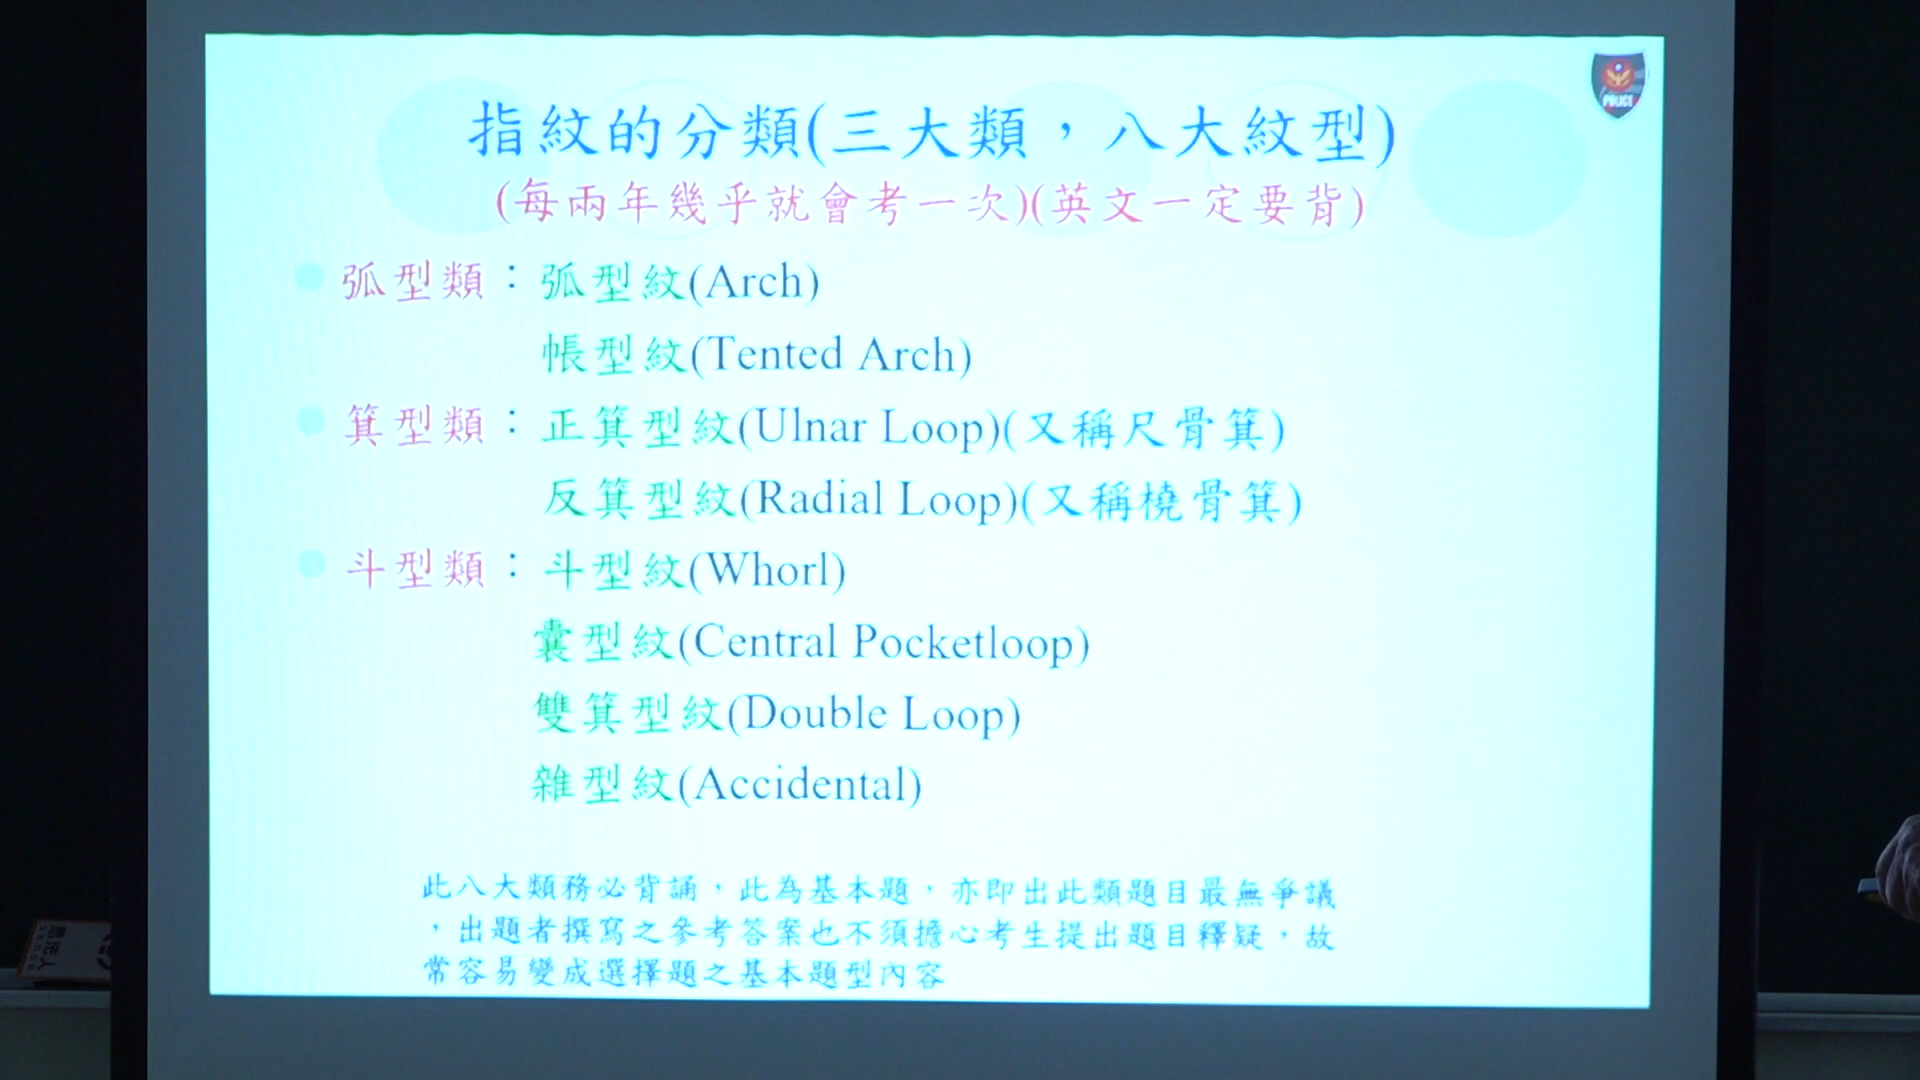 指紋的分類(三大類，八大紋型)
(每兩年幾乎就會考一次)(英文一定要背)
弧型類：弧型紋(Arch)
帳型紋(Tented Arch)
箕型類：正箕型紋(Ulnar Loop)(又稱尺骨箕)
反箕型紋(Radial Loop)(又稱橈骨箕)
斗型類：斗型紋(Whorl)
囊型紋(Central Pocketloop)
雙箕型紋(Double Loop)
雜型紋(Accidental)
此八大類務必背誦，此為基本題，亦即出此類題目最無爭議
，出題者撰寫之參考答案也不須擔心考生提出題目釋疑，故
常容易變成選擇題之基本題型內容
POLICE